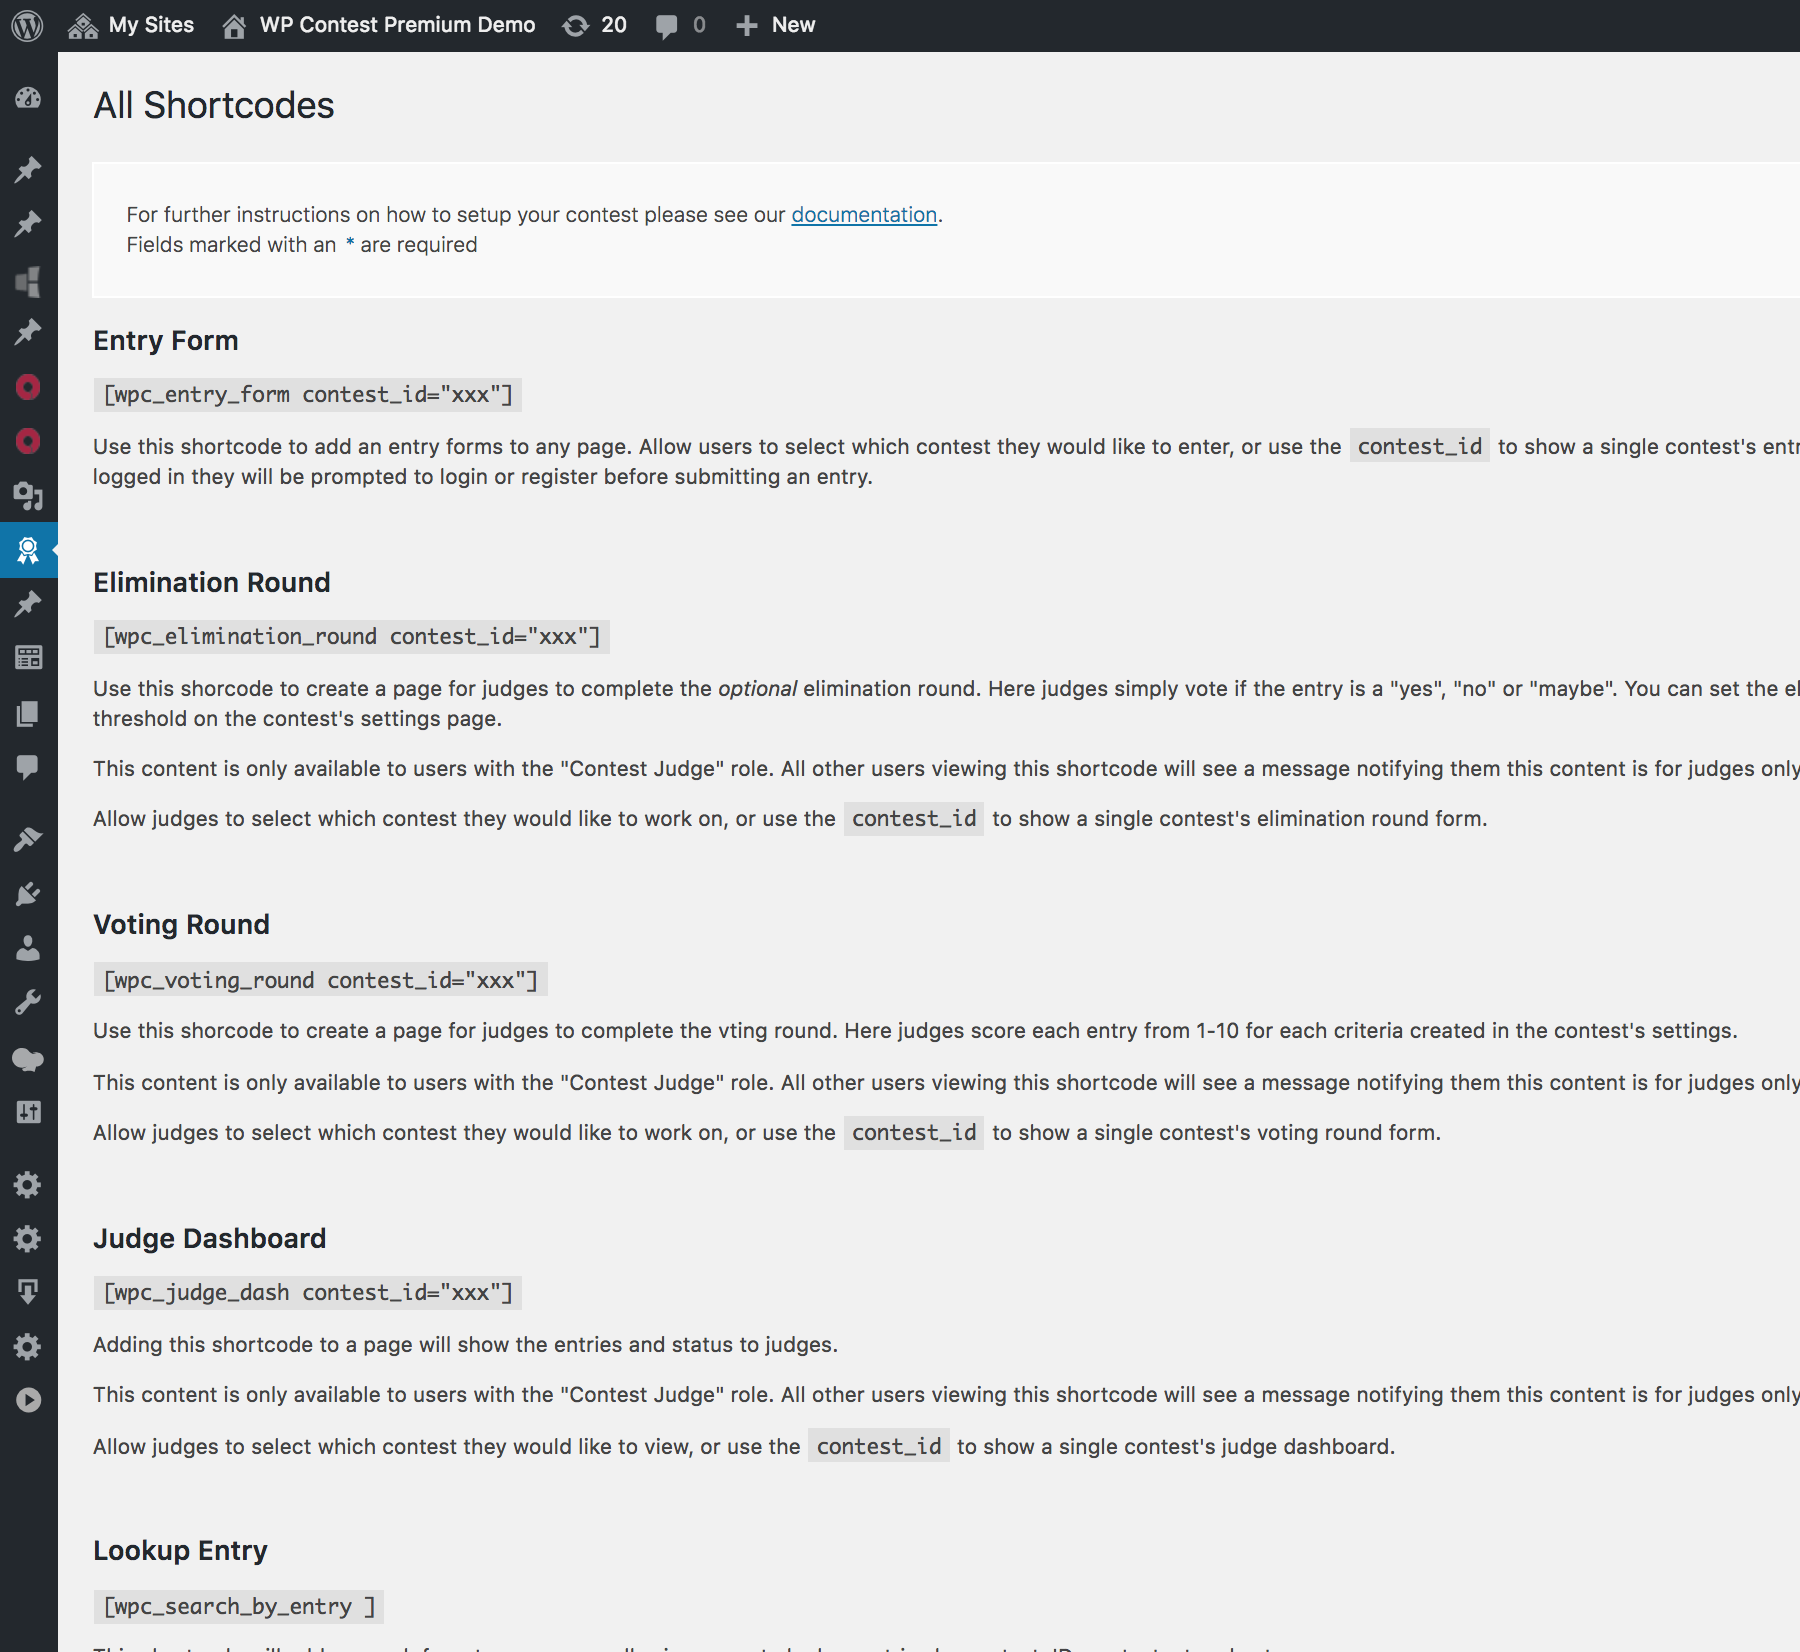 My Sites WP Contest Premium Demo 20 0 New
All Shortcodes
For further instructions on how to setup your contest please see our documentation.
Fields marked with an * are required
Entry Form
[wpc_entry_form contest_id="xxx"]
Use this shortcode to add an entry forms to any page. Allow users to select which contest they would like to enter, or use the contest_id to show a single contest's
logged in they will be prompted to login or register before submitting an entry.
Elimination Round
[wpc_elimination_round contest_id="xxx"]
Use this shorcode to create a page for judges to complete the optional elimination round. Here judges simply vote if the entry is a "yes", "no" or "maybe". You can set the
threshold on the contest's settings page.
This content is only available to users with the "Contest Judge" role. All other users viewing this shortcode will see a message notifying them this content is for judges only
Allow judges to select which contest they would like to work on, or use the contest_id to show a single contest's elimination round form.
Voting Round
[wpc_voting_round contest_id="xxx"]
Use this shorcode to create a page for judges to complete the vting round. Here judges score each entry from 1-10 for each criteria created in the contest's settings.
This content is only available to users with the "Contest Judge" role. All other users viewing this shortcode will see a message notifying them this content is for judges only
Allow judges to select which contest they would like to work on, or use the contest_id to show a single contest's voting round form.
Judge Dashboard
[wpc_judge_dash contest_id="xxx"]
Adding this shortcode to a page will show the entries and status to judges.
This content is only available to users with the "Contest Judge" role. All other users viewing this shortcode will see a message notifying them this content is for judges only
Allow judges to select which contest they would like to view, or use the contest_id to show a single contest's judge dashboard.
Lookup Entry
[wpc_search_by_entry ]